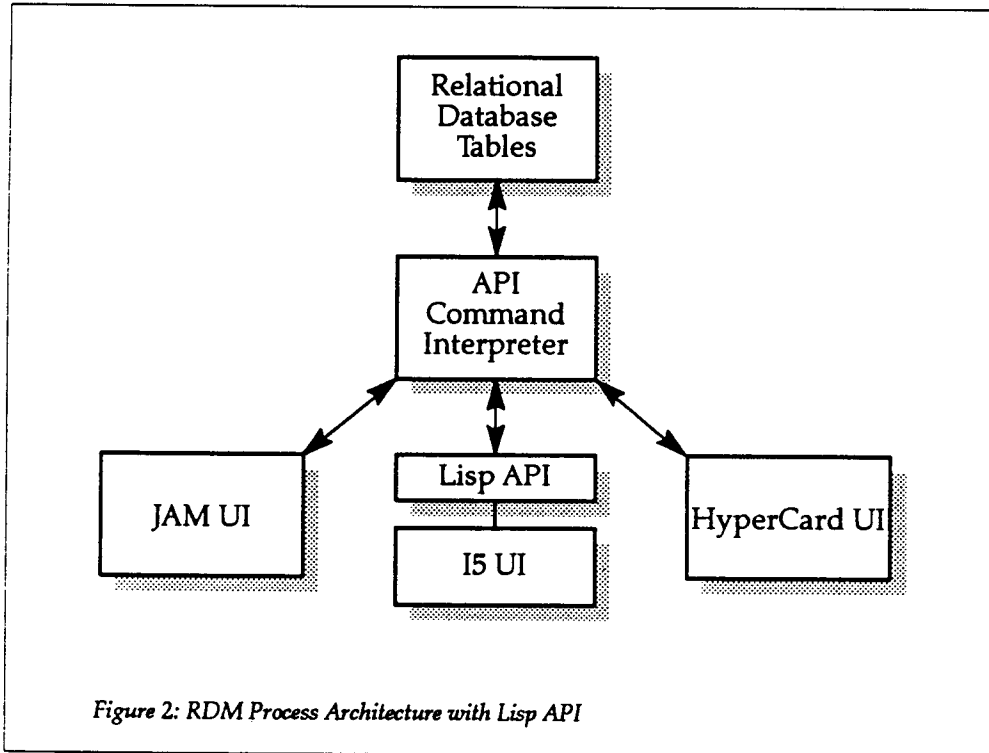 Relational
Database
Tables
API
Command
Interpreter
JAM UI
Lisp API
I5 UI
HyperCard UI
Figure 2: RDM Process Architecture with Lisp API